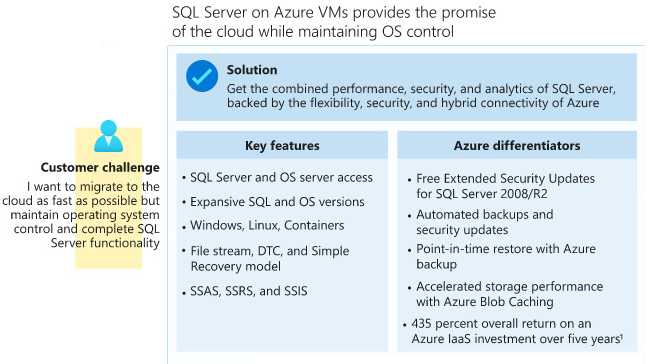 SQL Server on Azure VMs provides the promise
of the cloud while maintaining OS control
Solution
Get the combined performance, security, and analytics of SQL Server,
backed by the flexibility, security, and hybrid connectivity of Azure
Customer challenge
I want to migrate to the
cloud as fast as possible but
maintain operating system
control and complete SQL
Server functionality
Key features
• SQL Server and OS server access
• Expansive SQL and OS versions
• Windows, Linux, Containers
• File stream, DTC, and Simple
Recovery model
• SSAS, SSRS, and SSIS
Azure differentiators
• Free Extended Security Updates
for SQL Server 2008/R2
• Automated backups and
security updates
• Point-in-time restore with Azure
backup
• Accelerated storage performance
with Azure Blob Caching
• 435 percent overall return on an
Azure IaaS investment over five years¹